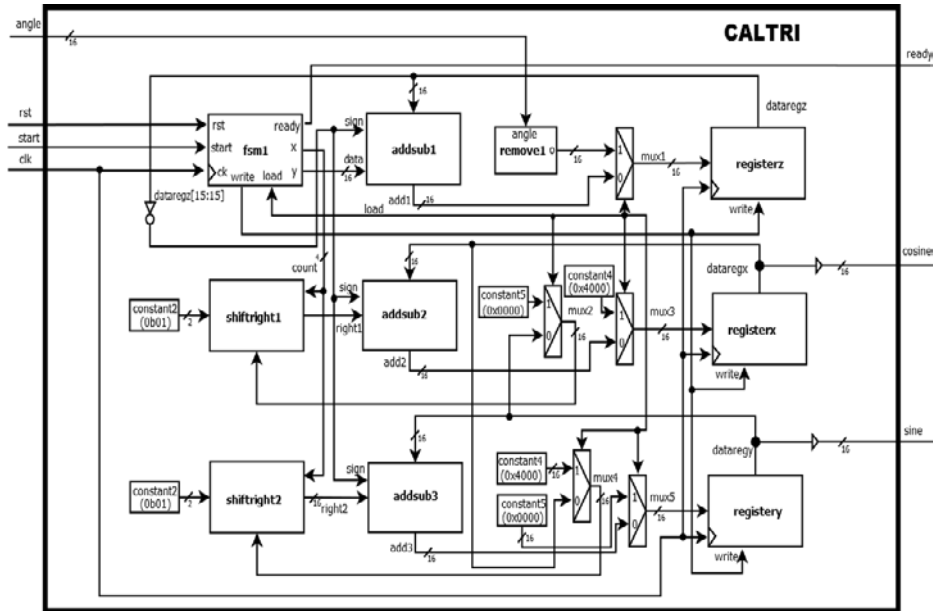 CALTRI
angle
16
ready
rst
start
clk
rst
ready
start
fsm1
x
ck
y
write
load
sign
data
16
16
addsub1
add1
16
angle
remove1
o
16
1
0
mux1
16
dataregz
registerz
write
dataregz[15:15]
load
count
4
constant2
(0b01)
2
shiftright1
right1
sign
16
addsub2
add2
16
constant5
(0x0000)
1
0
mux2
16
constant4
(0x4000)
1
0
mux3
16
dataregx
registerx
write
16
cosine
constant2
(0b01)
2
shiftright2
16
right2
sign
16
addsub3
add3
16
constant4
(0x4000)
16
constant5
(0x0000)
16
1
0
mux4
16
1
0
mux5
16
dataregy
registery
write
16
sine